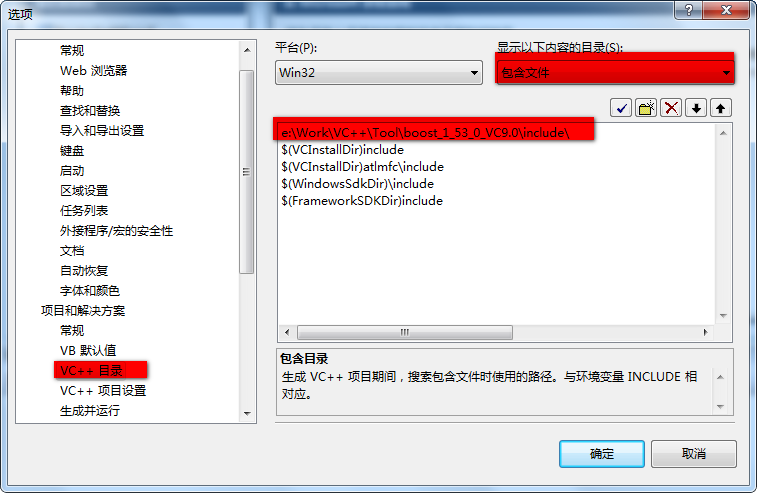 选项
常规
Web 浏览器
帮助
查找和替换
导入和导出设置
键盘
启动
区域设置
任务列表
外接程序/宏的安全性
文档
自动恢复
字体和颜色
项目和解决方案
常规
VB 默认值
VC++ 目录
VC++ 项目设置
生成并运行
平台(P):
显示以下内容的目录(S):
Win32
包含文件
e:\Work\VC++\Tool\boost_1_53_0_VC9.0\include\
$(VCInstallDir)include
$(VCInstallDir)atlmfc\include
$(WindowsSdkDir)\include
$(FrameworkSDKDir)include
包含目录
生成 VC++ 项目期间，搜索包含文件时使用的路径。与环境变量 INCLUDE 相
对应。
确定
取消